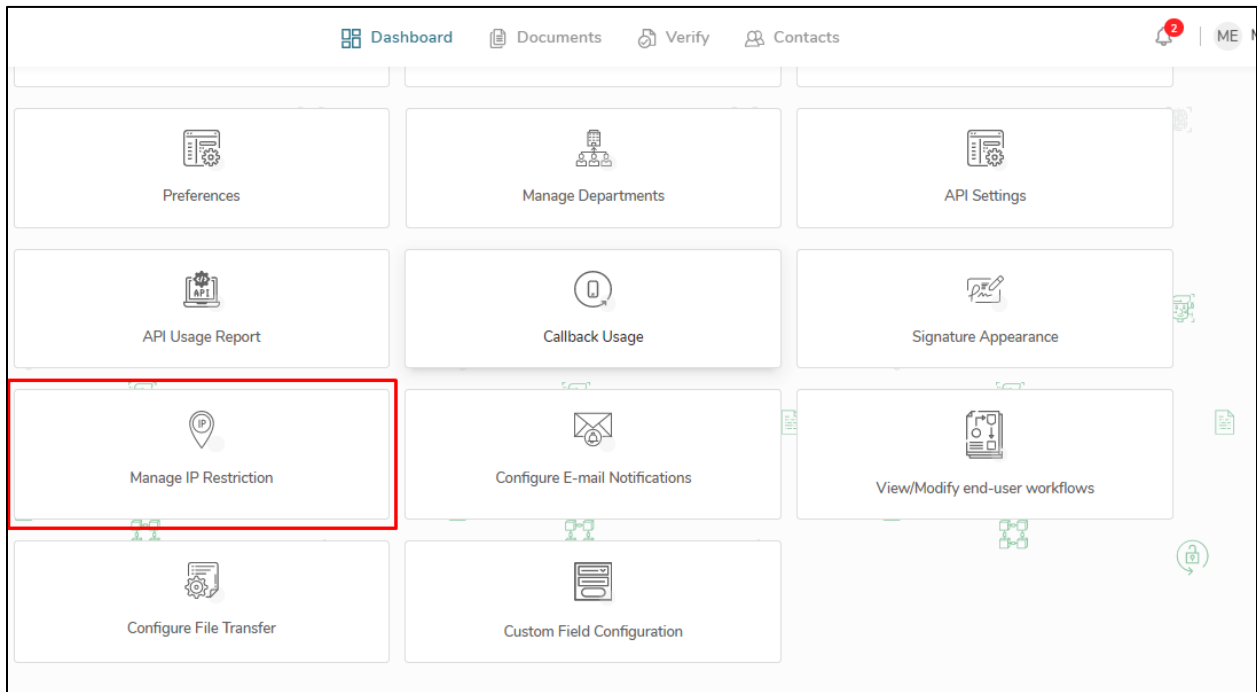 Dashboard
Documents
Verify
Contacts
2
ME
Preferences
Manage Departments
API Settings
API
API Usage Report
Callback Usage
Signature Appearance
IP
Manage IP Restriction
Configure E-mail Notifications
View/Modify end-user workflows
Configure File Transfer
Custom Field Configuration